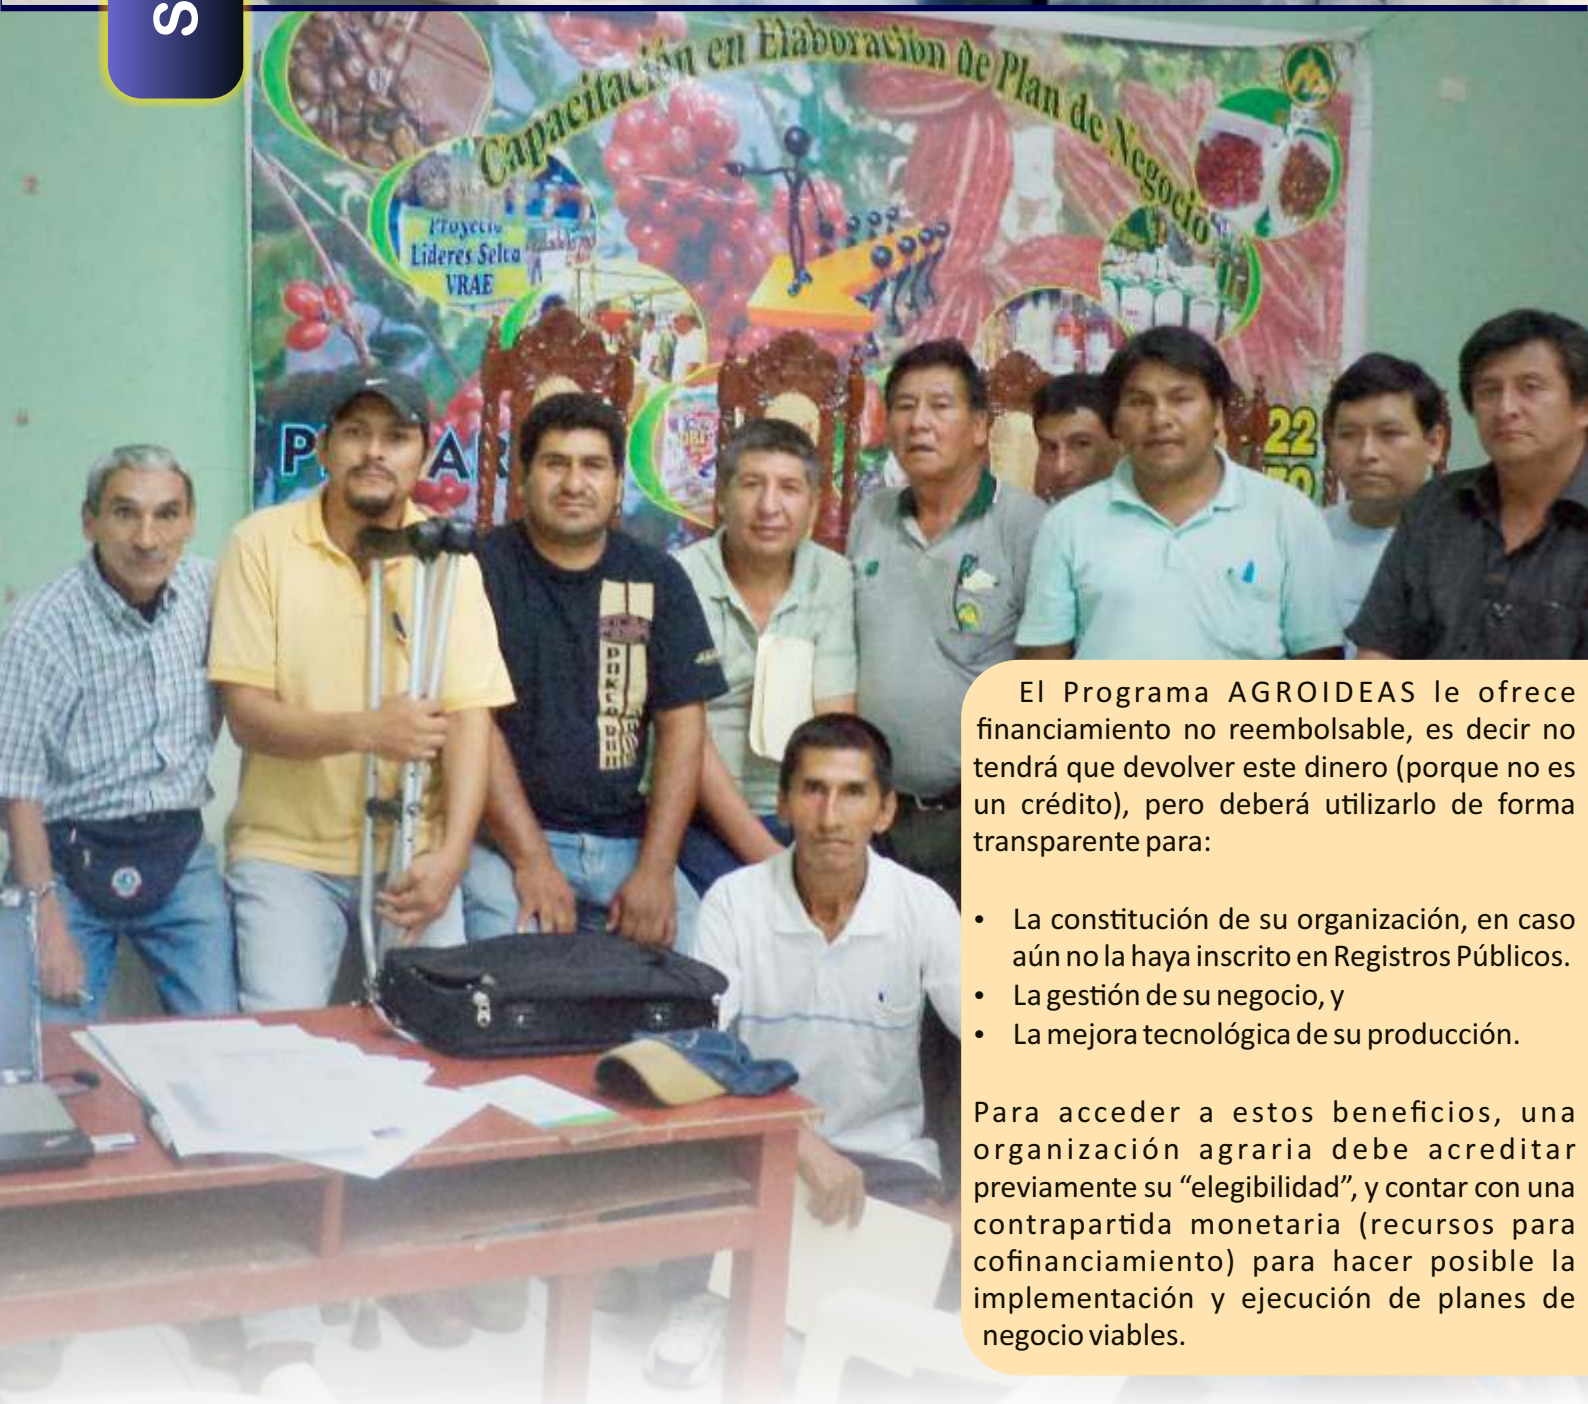 S
Capacitación en Elaboración de Plan de Negocio
Proyecto
Lideres Selva
VRAE
22
El Programa AGROIDEAS le ofrece
financiamiento no reembolsable, es decir no
tendrá que devolver este dinero (porque no es
un crédito), pero deberá utilizarlo de forma
transparente para:
• La constitución de su organización, en caso
aún no la haya inscrito en Registros Públicos.
• La gestión de su negocio, y
• La mejora tecnológica de su producción.
Para acceder a estos beneficios, una
organización agraria debe acreditar
previamente su “elegibilidad”, y contar con una
contrapartida monetaria (recursos para
cofinanciamiento) para hacer posible la
implementación y ejecución de planes de
negocio viables.